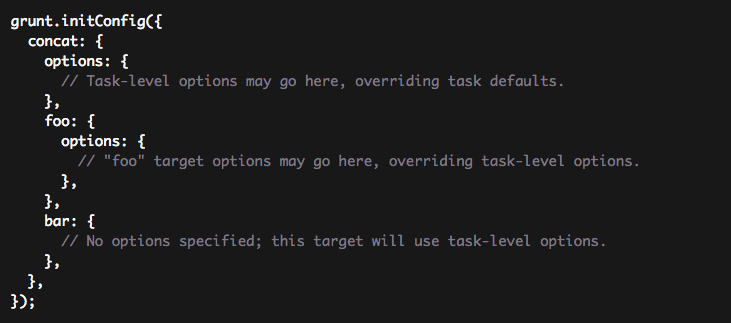 grunt.initConfig({
  concat: {
    options: {
      // Task-level options may go here, overriding task defaults.
    },
    foo: {
      options: {
        // "foo" target options may go here, overriding task-level options.
      },
    },
    bar: {
      // No options specified; this target will use task-level options.
    },
  },
});